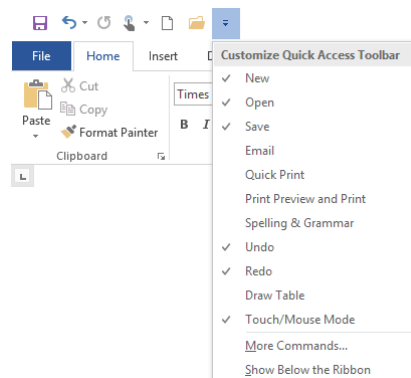 File Home Insert
Customize Quick Access Toolbar
New
Open
Save
Email
Quick Print
Print Preview and Print
Spelling & Grammar
Undo
Redo
Draw Table
Touch/Mouse Mode
More Commands...
Show Below the Ribbon
Cut
Copy
Paste
Format Painter
Clipboard
Times
B I
L